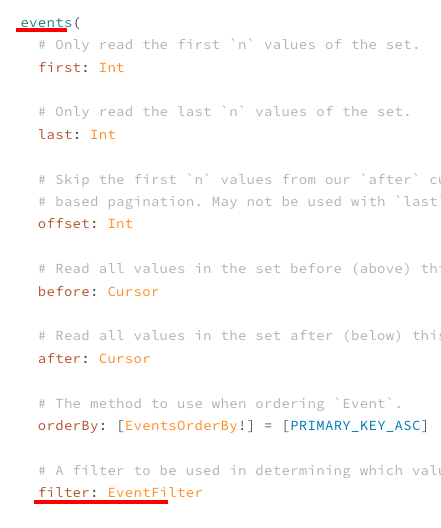 events(
# Only read the first `n` values of the set.
first: Int
# Only read the last `n` values of the set.
last: Int
# Skip the first `n` values from our `after` cu
# based pagination. May not be used with `last`
offset: Int
# Read all values in the set before (above) thi
before: Cursor
# Read all values in the set after (below) this
after: Cursor
# The method to use when ordering `Event`.
orderBy: [EventsOrderBy!] = [PRIMARY_KEY_ASC]
# A filter to be used in determining which valu
filter: EventFilter